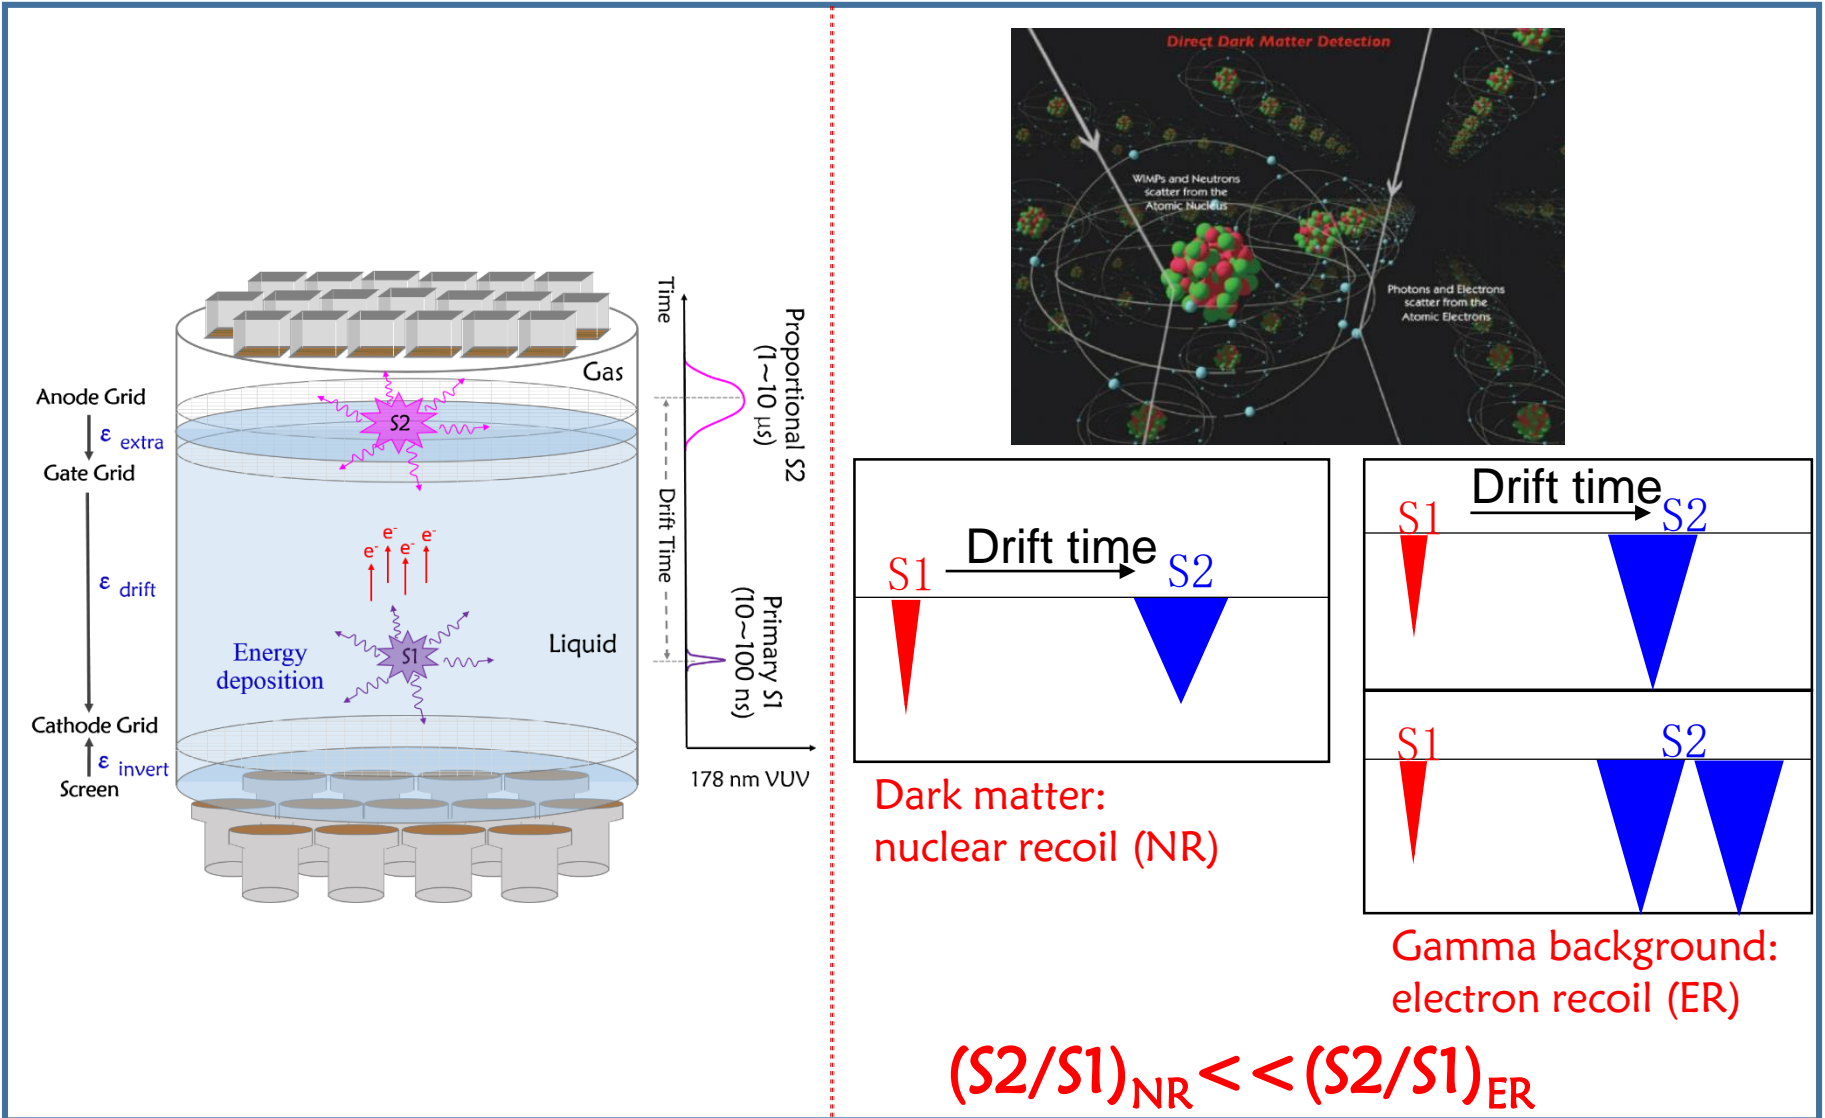 Anode Grid
ε extra
Gate Grid
ε drift
Cathode Grid
ε invert
Screen
Gas
S2
e-
e-
e-
e-
Liquid
S1
Energy
deposition
Time
Proportional S2
(1~10 μs)
Drift Time
Primary S1
(10~100 ns)
178 nm VUV
Direct Dark Matter Detection
WIMPs and Neutrons
scatter from the
Atomic Nucleus
Photons and Electrons
scatter from the
Atomic Electrons
Drift time
S1
S2
Dark matter:
nuclear recoil (NR)
Drift time
S1
S2
S1
S2
Gamma background:
electron recoil (ER)
(S2/S1)NR<<(S2/S1)ER